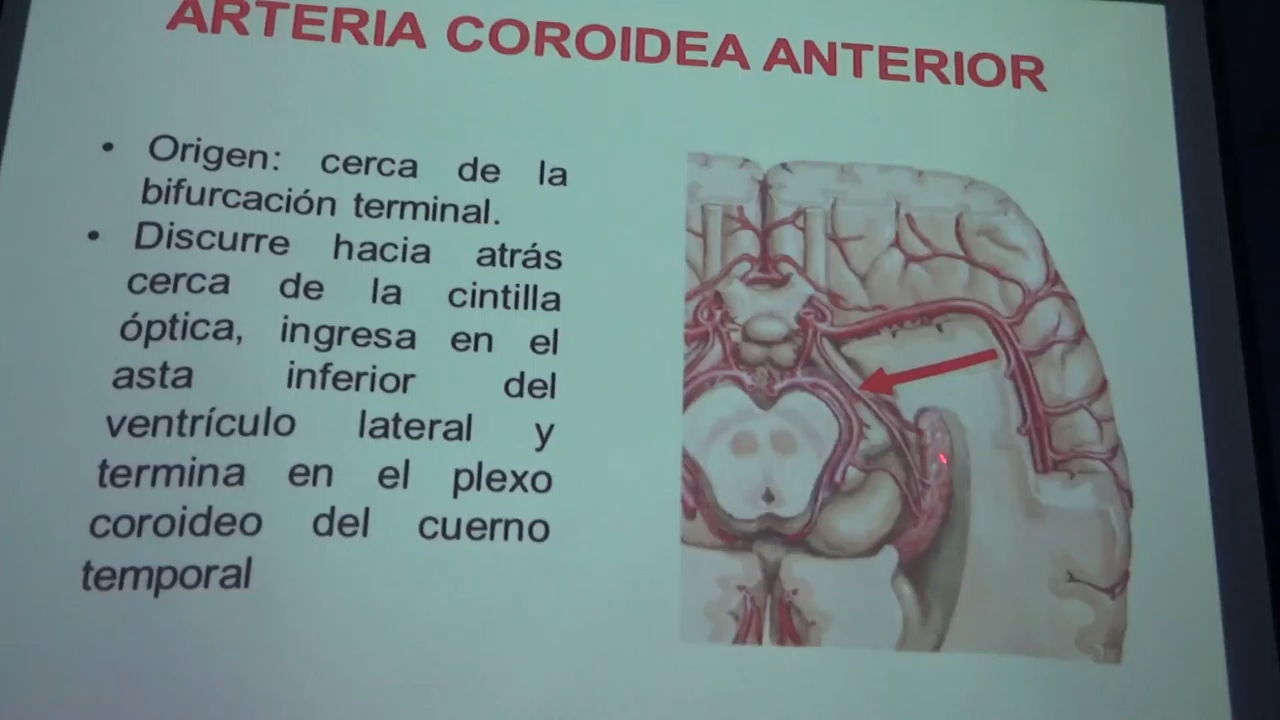 ARTERIA COROIDEA ANTERIOR
• Origen: cerca de la
bifurcación terminal.
• Discurre hacia atrás
cerca de la cintilla
óptica, ingresa en el
asta inferior del
ventrículo lateral y
termina en el plexo
coroideo del cuerno
temporal